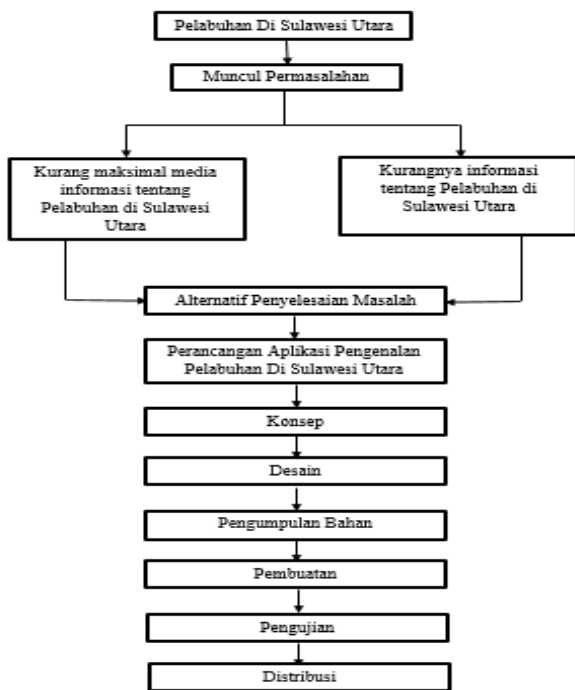 Pelabuhan Di Sulawesi Utara
Muncul Permasalahan
Kurang maksimal media
informasi tentang
Pelabuhan di Sulawesi
Utara
Kurangnya informasi
tentang Pelabuhan di
Sulawesi Utara
Alternatif Penyelesaian Masalah
Perancangan Aplikasi Pengenalan
Pelabuhan Di Sulawesi Utara
Konsep
Desain
Pengumpulan Bahan
Pembuatan
Pengujian
Distribusi